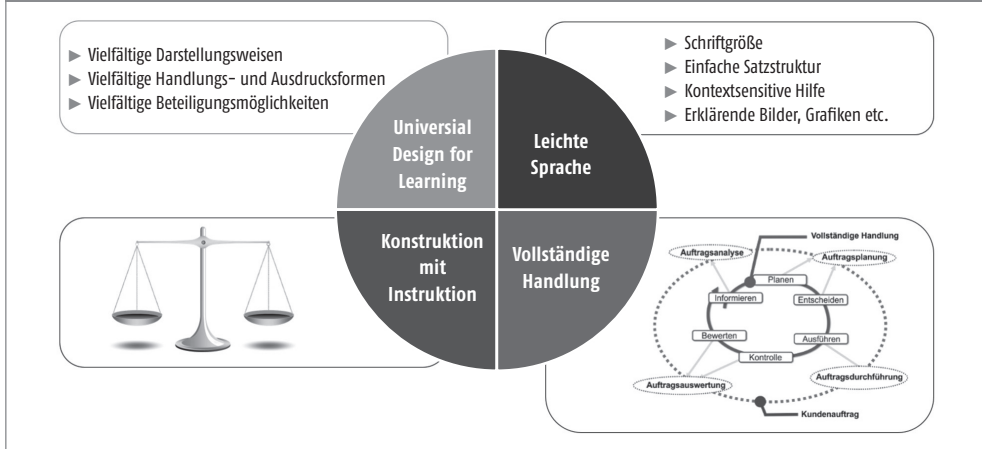 ▶ Vielfältige Darstellungsweisen
▶ Vielfältige Handlungs- und Ausdrucksformen
▶ Vielfältige Beteiligungsmöglichkeiten
▶ Schriftgröße
▶ Einfache Satzstruktur
▶ Kontextsensitive Hilfe
▶ Erklärende Bilder, Grafiken etc.
Universial
Design for
Learning
Leichte
Sprache
Konstruktion
mit
Instruktion
Vollständige
Handlung
Vollständige Handlung
Auftragsanalyse
Auftragsplanung
Planen
Informieren
Entscheiden
Bewerten
Ausführen
Kontrolle
Auftragsauswertung
Auftragsdurchführung
Kundenauftrag